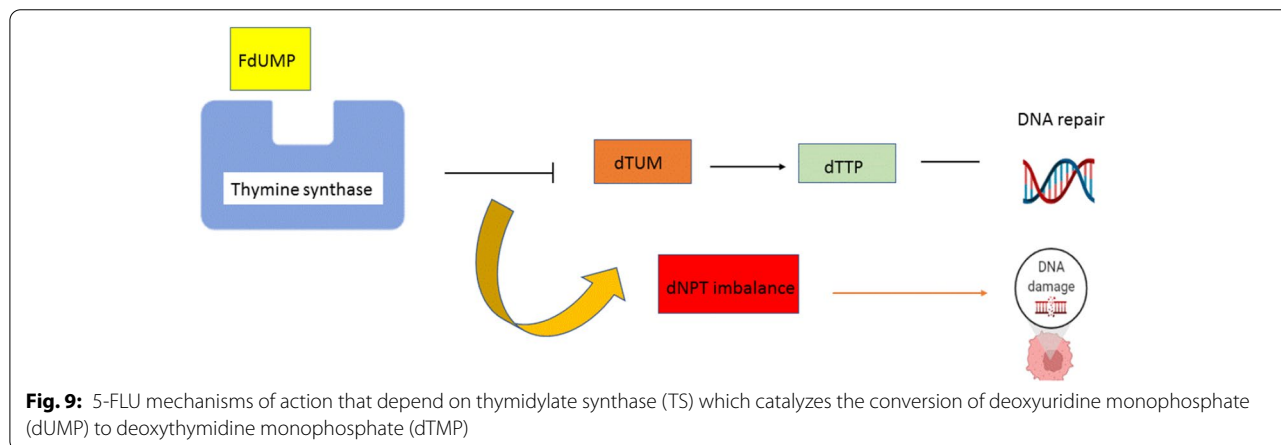 FdUMP
Thymine synthase
dTUM
dTTP
DNA repair
dNPT imbalance
DNA
damage
Fig. 9: 5-FLU mechanisms of action that depend on thymidylate synthase (TS) which catalyzes the conversion of deoxyuridine monophosphate
(dUMP) to deoxythymidine monophosphate (dTMP)